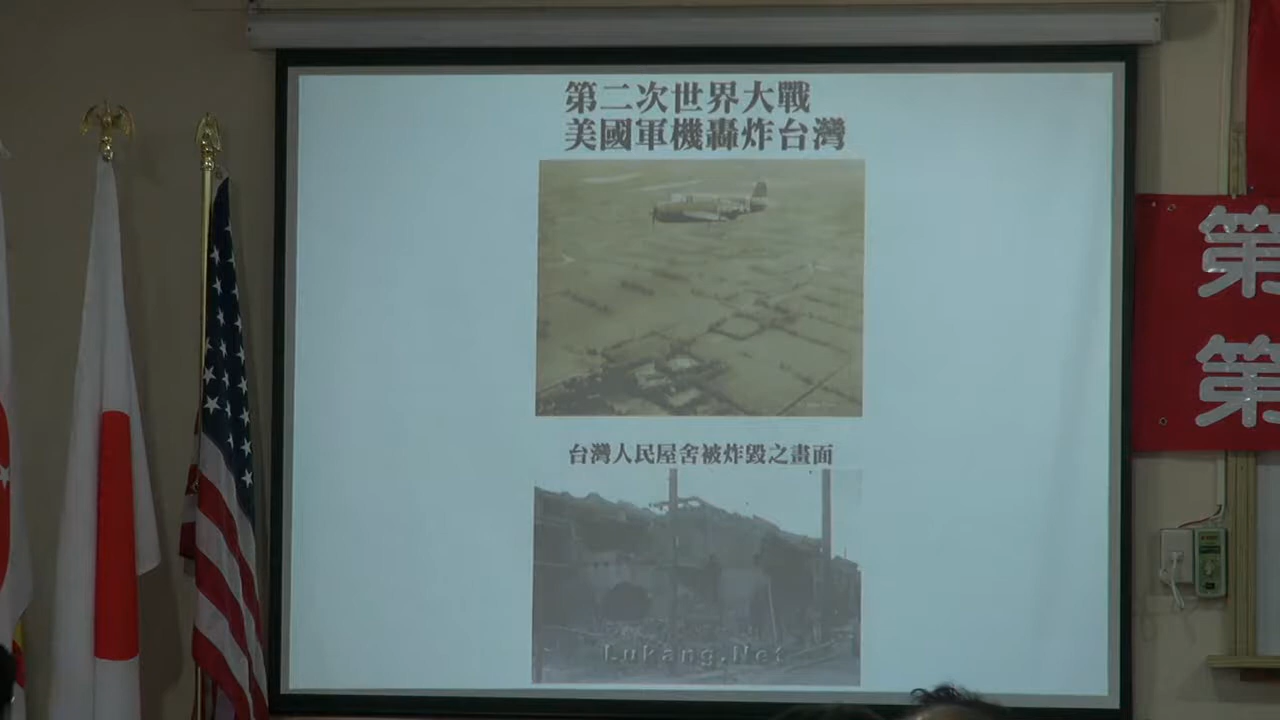 第二次世界大戰
美國軍機轟炸台灣
台灣人民屋舍被炸毀之畫面
Lukang.Net
第
第